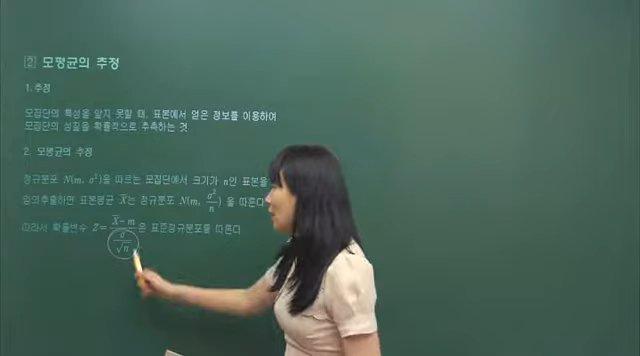 ② 모평균의 추정
1. 추정
모집단의 특성을 알지 못할 때, 표본에서 얻은 정보를 이용하여
모집단의 성질을 확률적으로 추측하는 것
2. 모평균의 추정
정규분포 N(m, σ²)을 따르는 모집단에서 크기가 n인 표본을
임의추출하면 표본평균 X̄는 정규분포 N(m, σ²/n) 을 따른다
따라서 확률변수 Z = (X̄-m)/(σ/√n) 은 표준정규분포를 따른다